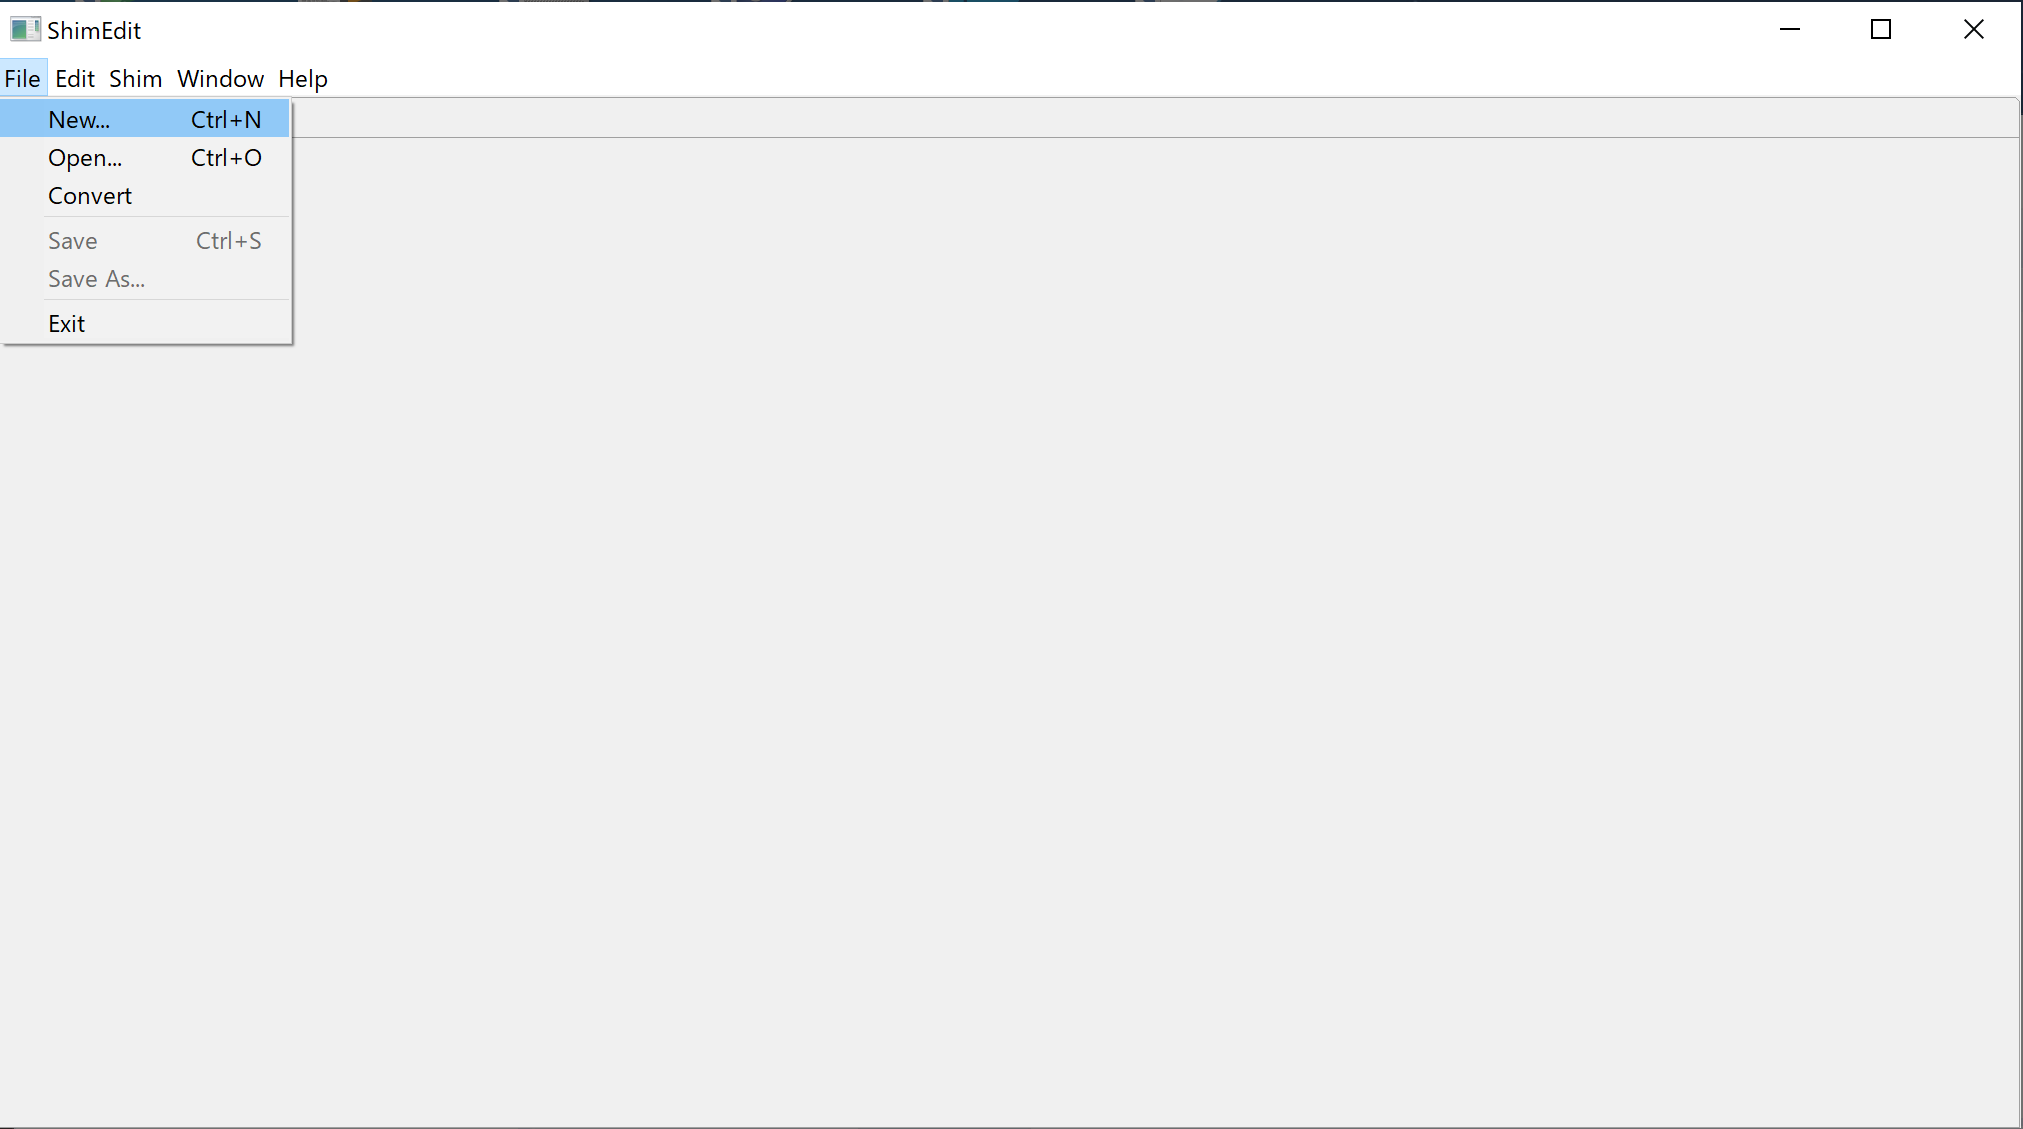 ShimEdit
File Edit Shim Window Help
New... Ctrl+N
Open... Ctrl+O
Convert
Save Ctrl+S
Save As...
Exit